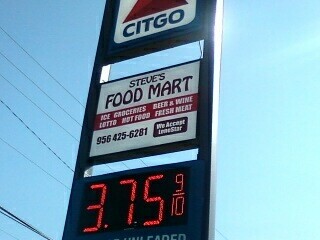 CITGO
STEVE'S
FOOD MART
ICE GROCERIES BEER & WINE
LOTTO HOT FOOD FRESH MEAT
956 425-6281
We Accept
LoneStar
3.75 9/10
UNLEADED